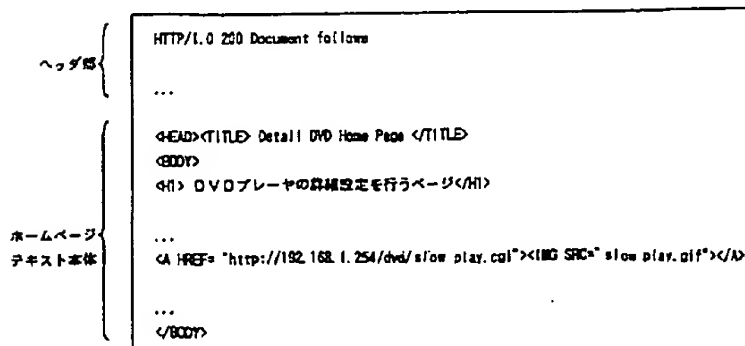 HTTP/1.0 200 Document follows
ヘッダ部
...
<HEAD><TITLE> Detail DVD Home Page </TITLE>
<BODY>
<H1> DVDプレーヤの詳細設定を行うページ</H1>
...
ホームページ
テキスト本体
<A HREF= "http://192.168.1.254/dvd/slow play.cgi"><IMG SRC=" slow play.gif"></A>
...
</BODY>